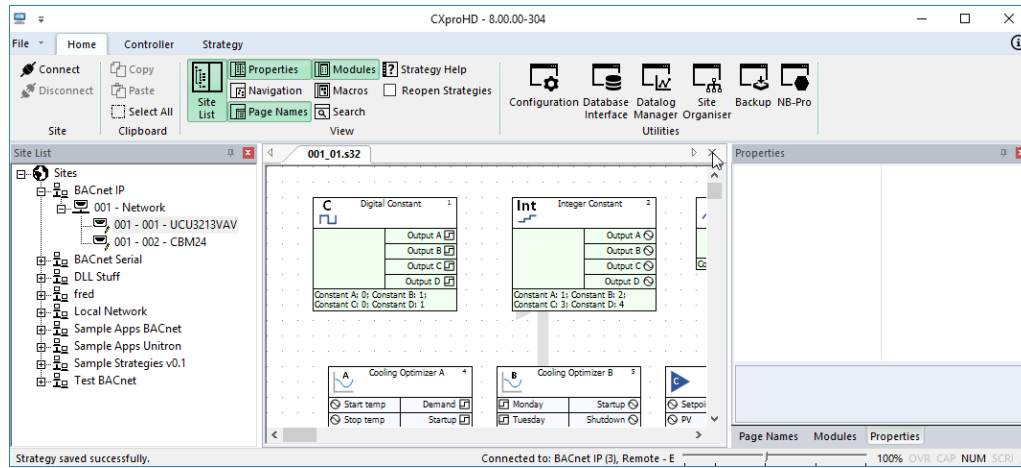 CXproHD - 8.00.00-304
File Home Controller Strategy
Connect
Disconnect
Site
Copy
Paste
Select All
Clipboard
Site List
Properties Modules Strategy Help
Navigation Macros Reopen Strategies
Page Names Search
View
Configuration Database Interface Datalog Manager Site Organiser
Utilities
Backup NB-Pro
Site List
Sites
BACnet IP
001 - Network
001 - 001 - UCU3213VAV
001 - 002 - CBM24
BACnet Serial
DLL Stuff
fred
Local Network
Sample Apps BACnet
Sample Apps Unitron
Sample Strategies v0.1
Test BACnet
001_01.s32
C Digital Constant 1
Output A
Output B
Output C
Output D
Constant A: 0; Constant B: 1;
Constant C: 0; Constant D: 1
Int Integer Constant 2
Output A
Output B
Output C
Output D
Constant A: 1; Constant B: 2;
Constant C: 3; Constant D: 4
Co
1
A Cooling Optimizer A 4
Start temp Demand
Stop temp Startup
B Cooling Optimizer B 5
Monday Startup
Tuesday Shutdown
C
Setpoi
PV
Properties
Page Names Modules Properties
Strategy saved successfully.
Connected to: BACnet IP (3), Remote - E
100% OVR CAP NUM SCRI